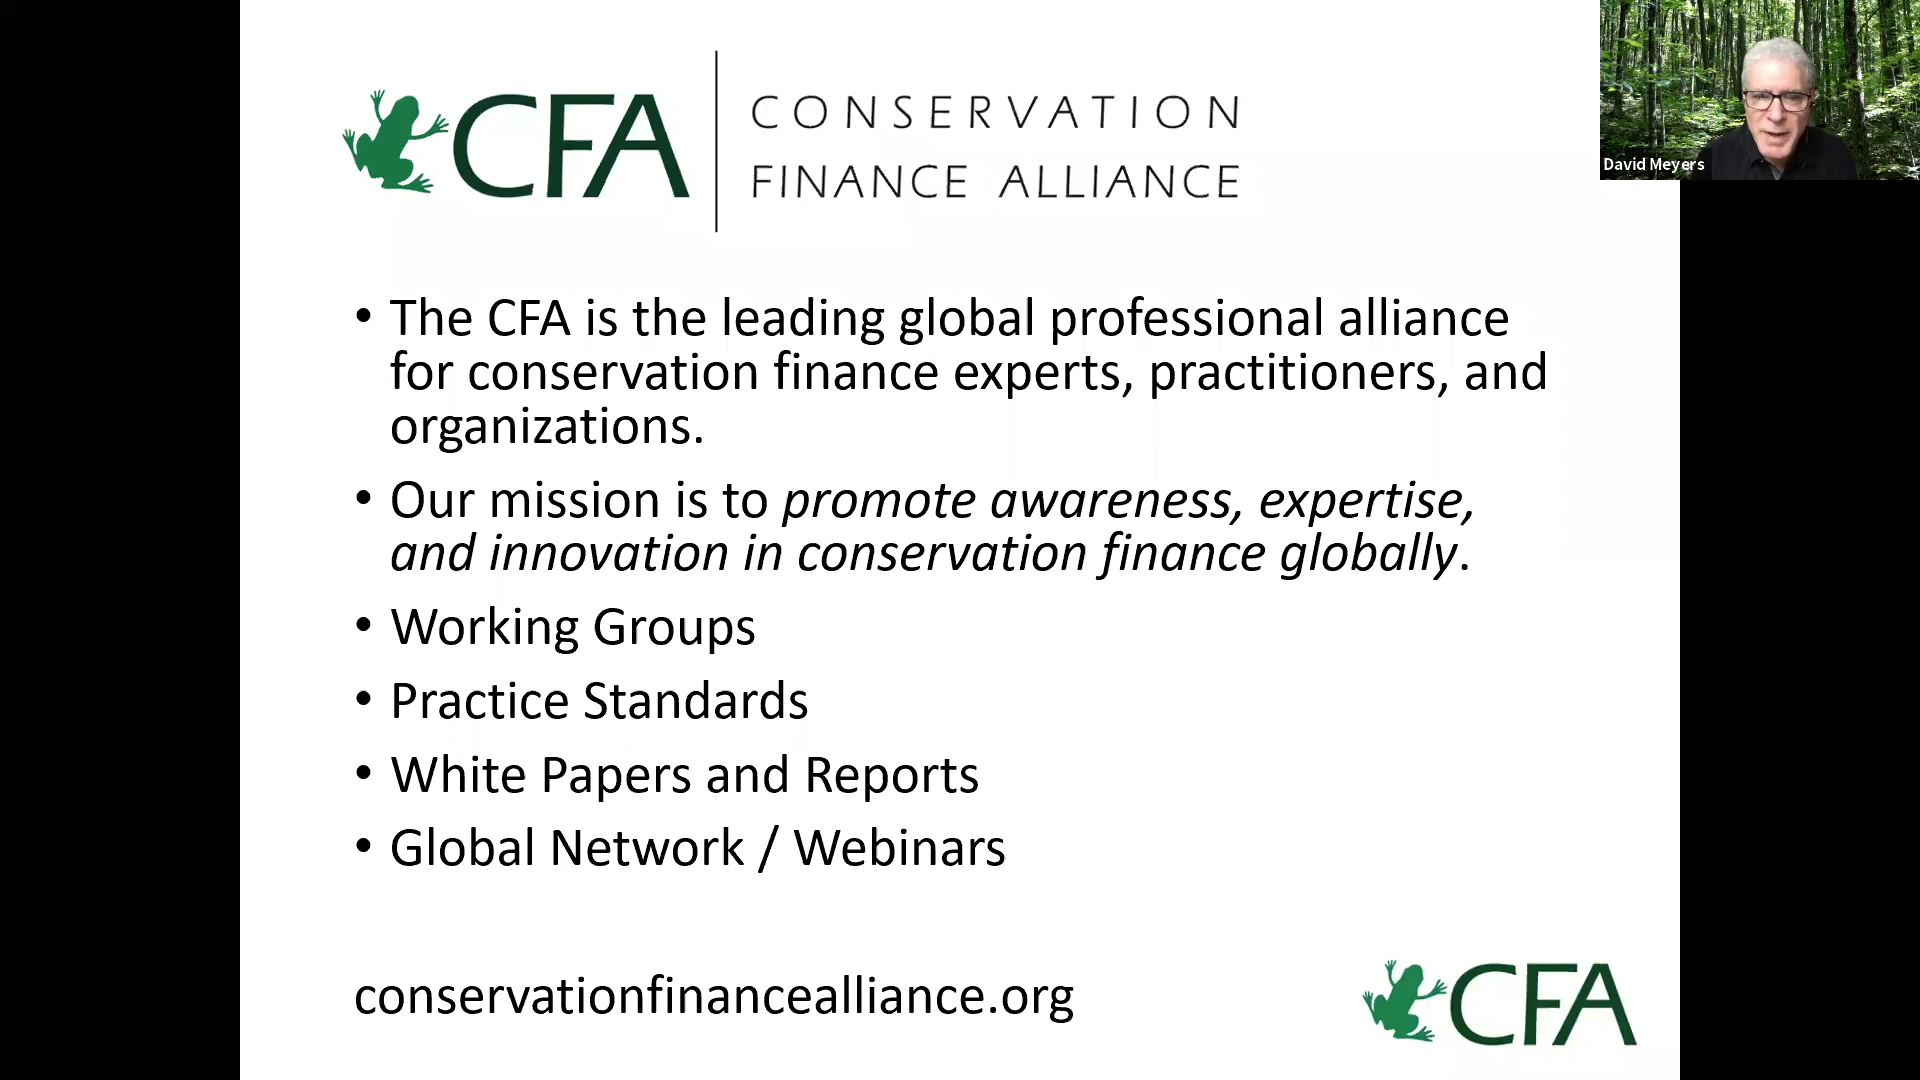 CFA
CONSERVATION
FINANCE ALLIANCE
David Meyers
• The CFA is the leading global professional alliance
for conservation finance experts, practitioners, and
organizations.
• Our mission is to promote awareness, expertise,
and innovation in conservation finance globally.
• Working Groups
• Practice Standards
• White Papers and Reports
• Global Network / Webinars
conservationfinancealliance.org
CFA